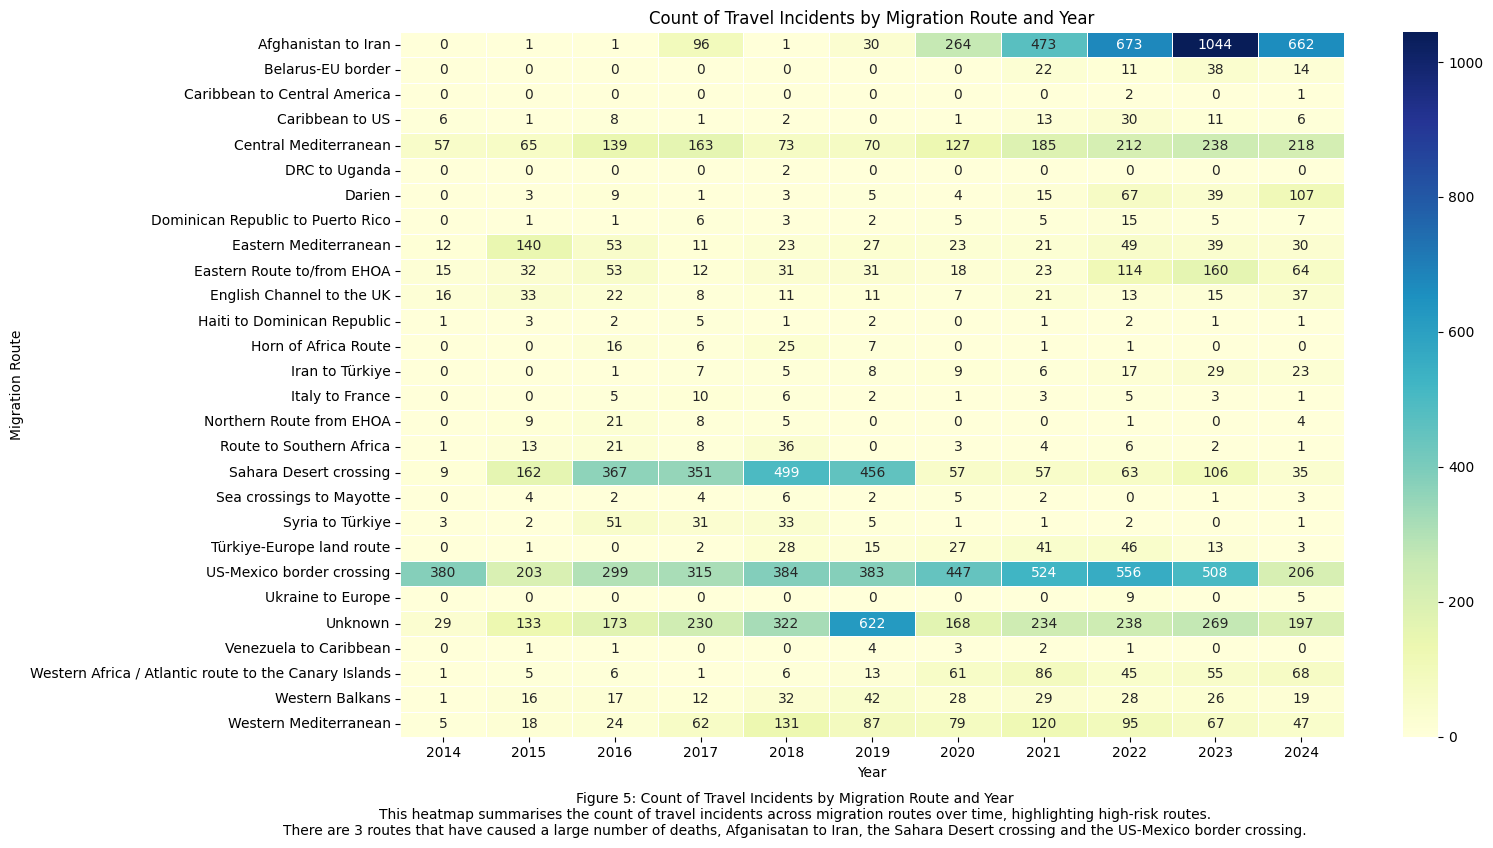 Count of Travel Incidents by Migration Route and Year
Afghanistan to Iran 0 1 1 96 1 30 264 473 673 1044 662
Belarus-EU border 0 0 0 0 0 0 0 22 11 38 14
Caribbean to Central America 0 0 0 0 0 0 0 0 2 0 1
Caribbean to US 6 1 8 1 2 0 1 13 30 11 6
Central Mediterranean 57 65 139 163 73 70 127 185 212 238 218
DRC to Uganda 0 0 0 0 2 0 0 0 0 0 0
Darien 0 3 9 1 3 5 4 15 67 39 107
Dominican Republic to Puerto Rico 0 1 1 6 3 2 5 5 15 5 7
Eastern Mediterranean 12 140 53 11 23 27 23 21 49 39 30
Eastern Route to/from EHOA 15 32 53 12 31 31 18 23 114 160 64
English Channel to the UK 16 33 22 8 11 11 7 21 13 15 37
Haiti to Dominican Republic 1 3 2 5 1 2 0 1 2 1 1
Horn of Africa Route 0 0 16 6 25 7 0 1 1 0 0
Iran to Türkiye 0 0 1 7 5 8 9 6 17 29 23
Italy to France 0 0 5 10 6 2 1 3 5 3 1
Northern Route from EHOA 0 9 21 8 5 0 0 0 1 0 4
Route to Southern Africa 1 13 21 8 36 0 3 4 6 2 1
Sahara Desert crossing 9 162 367 351 499 456 57 57 63 106 35
Sea crossings to Mayotte 0 4 2 4 6 2 5 2 0 1 3
Syria to Türkiye 3 2 51 31 33 5 1 1 2 0 1
Türkiye-Europe land route 0 1 0 2 28 15 27 41 46 13 3
US-Mexico border crossing 380 203 299 315 384 383 447 524 556 508 206
Ukraine to Europe 0 0 0 0 0 0 0 0 9 0 5
Unknown 29 133 173 230 322 622 168 234 238 269 197
Venezuela to Caribbean 0 1 1 0 0 4 3 2 1 0 0
Western Africa / Atlantic route to the Canary Islands 1 5 6 1 6 13 61 86 45 55 68
Western Balkans 1 16 17 12 32 42 28 29 28 26 19
Western Mediterranean 5 18 24 62 131 87 79 120 95 67 47
2014 2015 2016 2017 2018 2019 2020 2021 2022 2023 2024
Year
Migration Route
1000
800
600
400
200
0
Figure 5: Count of Travel Incidents by Migration Route and Year
This heatmap summarises the count of travel incidents across migration routes over time, highlighting high-risk routes.
There are 3 routes that have caused a large number of deaths, Afganisatan to Iran, the Sahara Desert crossing and the US-Mexico border crossing.